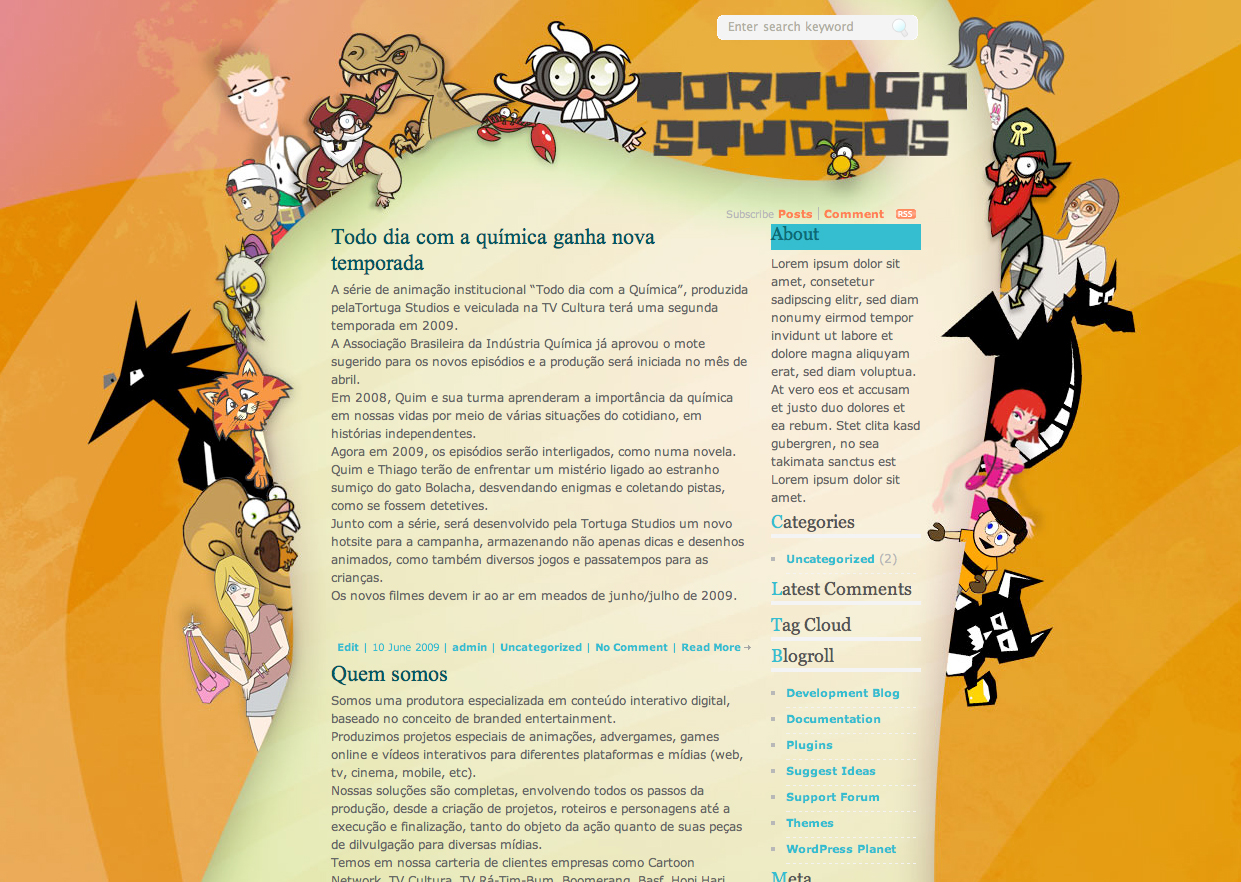 Enter search keyword
TORTUGA
STUDIOS
Subscribe Posts | Comment RSS
Todo dia com a química ganha nova
temporada
A série de animação institucional “Todo dia com a Química”, produzida
pelaTortuga Studios e veiculada na TV Cultura terá uma segunda
temporada em 2009.
A Associação Brasileira da Indústria Química já aprovou o mote
sugerido para os novos episódios e a produção será iniciada no mês de
abril.
Em 2008, Quim e sua turma aprenderam a importância da química
em nossas vidas por meio de várias situações do cotidiano, em
histórias independentes.
Agora em 2009, os episódios serão interligados, como numa novela.
Quim e Thiago terão de enfrentar um mistério ligado ao estranho
sumiço do gato Bolacha, desvendando enigmas e coletando pistas,
como se fossem detetives.
Junto com a série, será desenvolvido pela Tortuga Studios um novo
hotsite para a campanha, armazenando não apenas dicas e desenhos
animados, como também diversos jogos e passatempos para as
crianças.
Os novos filmes devem ir ao ar em meados de junho/julho de 2009.
Edit | 10 June 2009 | admin | Uncategorized | No Comment | Read More →
Quem somos
Somos uma produtora especializada em conteúdo interativo digital,
baseado no conceito de branded entertainment.
Produzimos projetos especiais de animações, advergames, games
online e vídeos interativos para diferentes plataformas e mídias (web,
tv, cinema, mobile, etc).
Nossas soluções são completas, envolvendo todos os passos da
produção, desde a criação de projetos, roteiros e personagens até a
execução e finalização, tanto do objeto da ação quanto de suas peças
de dilvulgação para diversas mídias.
Temos em nossa carteria de clientes empresas como Cartoon
Network, TV Cultura, TV Rá-Tim-Bum, Boomerang, Basf, Hopi Hari,
About
Lorem ipsum dolor sit
amet, consetetur
sadipscing elitr, sed diam
nonumy eirmod tempor
invidunt ut labore et
dolore magna aliquyam
erat, sed diam voluptua.
At vero eos et accusam
et justo duo dolores et
ea rebum. Stet clita kasd
gubergren, no sea
takimata sanctus est
Lorem ipsum dolor sit
amet.
Categories
Uncategorized (2)
Latest Comments
Tag Cloud
Blogroll
Development Blog
Documentation
Plugins
Suggest Ideas
Support Forum
Themes
WordPress Planet
Meta